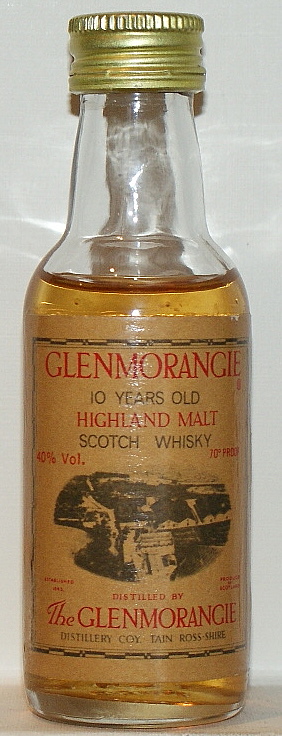 GLENMORANGIE
®
10 YEARS OLD
HIGHLAND MALT
SCOTCH WHISKY
40% Vol. 70° PROOF
ESTABLISHED
DISTILLED BY
The GLENMORANGIE
DISTILLERY COY. TAIN ROSS-SHIRE